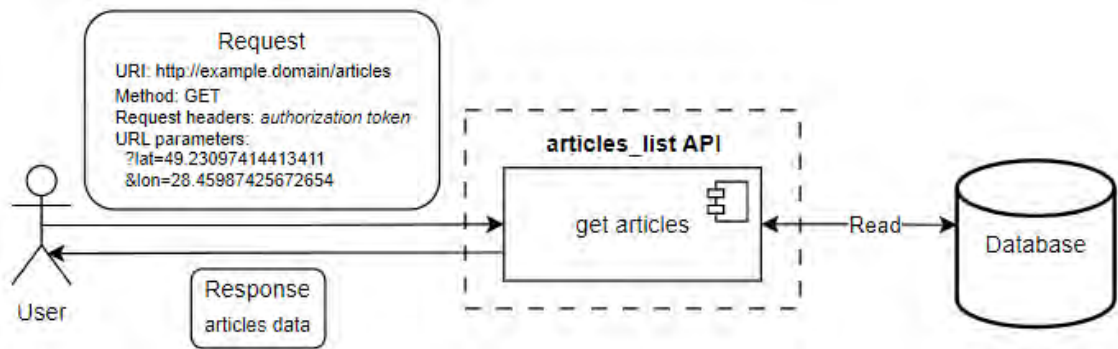 Request
URI: http://example.domain/articles
Method: GET
Request headers: authorization token
URL parameters:
?lat=49.23097414413411
&lon=28.45987425672654
articles_list API
get articles
Read
Database
User
Response
articles data